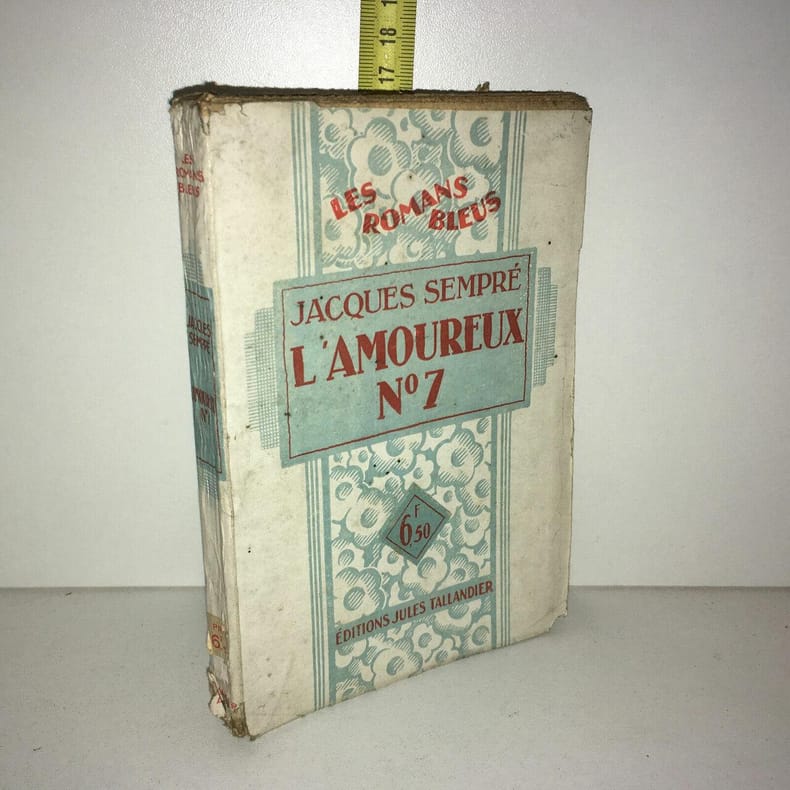 17 18 1
LES
ROMANS
BLEUS
JACQUES SEMPRÉ
L'AMOUREUX
Nº 7
6F,50
ÉDITIONS JULES TALLANDIER
LES
ROMANS
BLEUS
JACQUES
SEMPRÉ
L'AMOUREUX
Nº 7